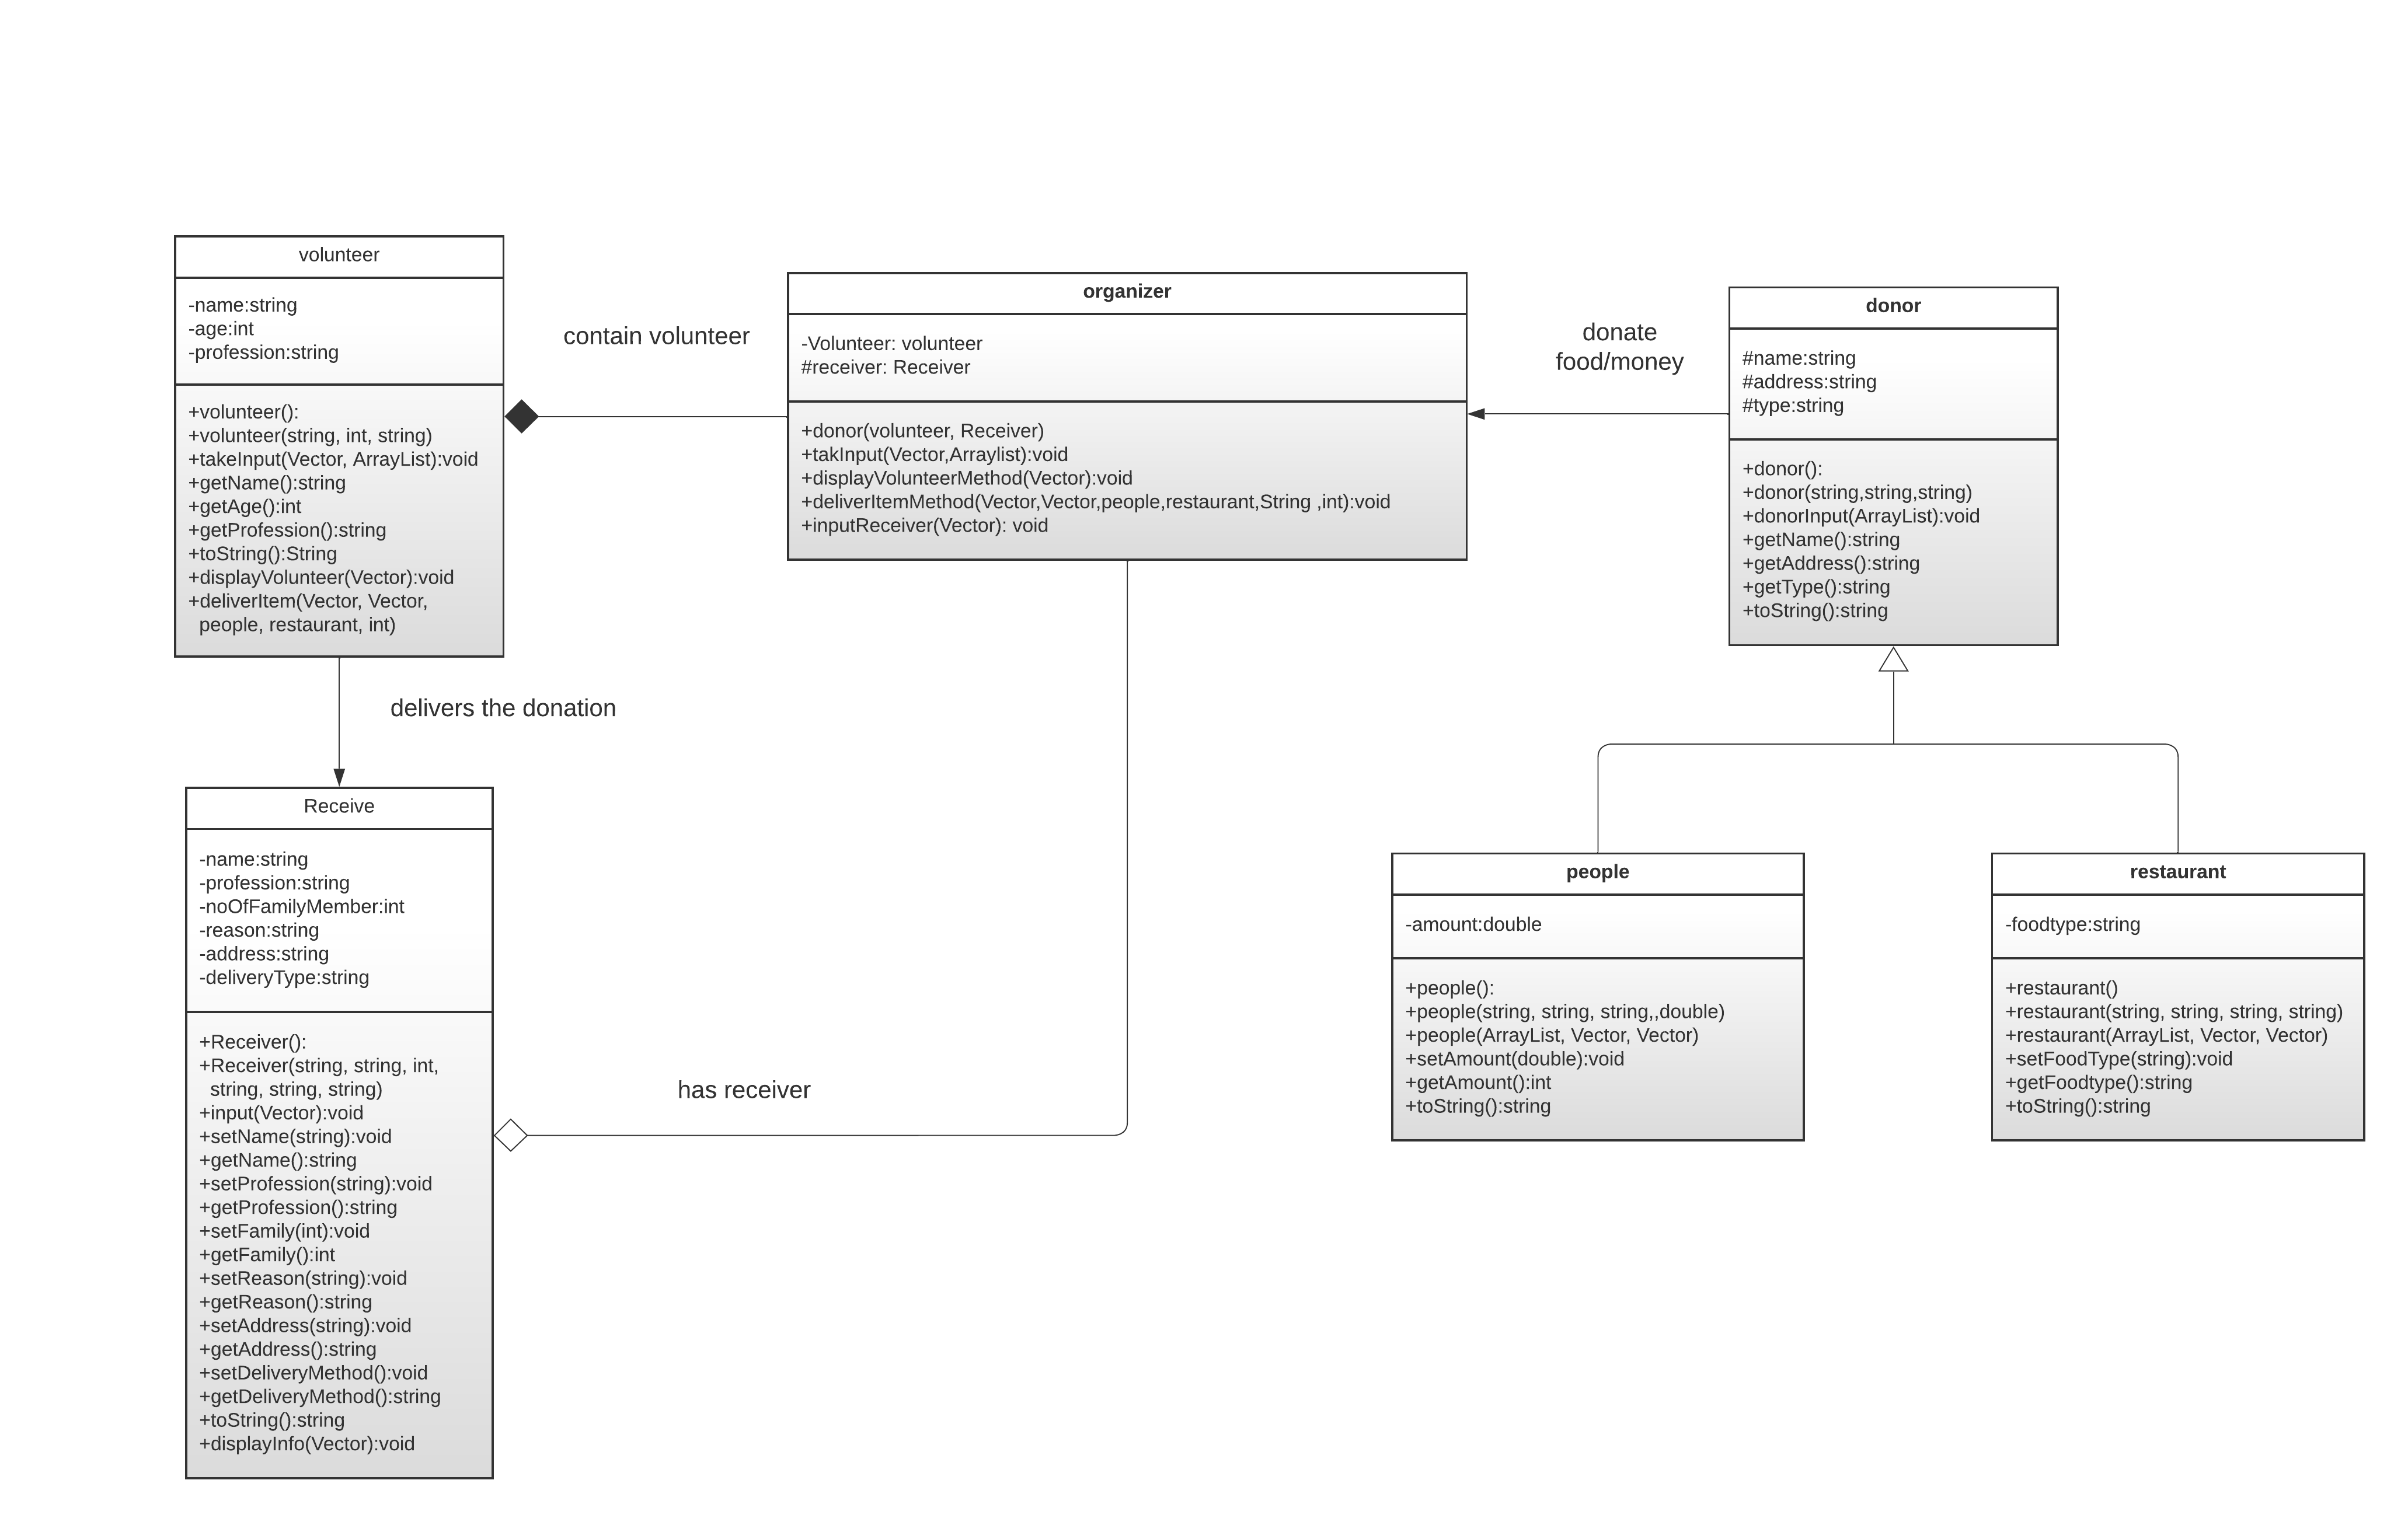 volunteer
-name:string
-age:int
-profession:string
+volunteer():
+volunteer(string, int, string)
+takeInput(Vector, ArrayList):void
+getName():string
+getAge():int
+getProfession():string
+toString():String
+displayVolunteer(Vector):void
+deliverItem(Vector, Vector,
people, restaurant, int)
contain volunteer
organizer
-Volunteer: volunteer
#receiver: Receiver
+donor(volunteer, Receiver)
+takInput(Vector,Arraylist):void
+displayVolunteerMethod(Vector):void
+deliverItemMethod(Vector,Vector,people,restaurant,String ,int):void
+inputReceiver(Vector): void
donate
food/money
donor
#name:string
#address:string
#type:string
+donor():
+donor(string,string,string)
+donorInput(ArrayList):void
+getName():string
+getAddress():string
+getType():string
+toString():string
delivers the donation
Receive
-name:string
-profession:string
-noOfFamilyMember:int
-reason:string
-address:string
-deliveryType:string
+Receiver():
+Receiver(string, string, int,
string, string, string)
+input(Vector):void
+setName(string):void
+getName():string
+setProfession(string):void
+getProfession():string
+setFamily(int):void
+getFamily():int
+setReason(string):void
+getReason():string
+setAddress(string):void
+getAddress():string
+setDeliveryMethod():void
+getDeliveryMethod():string
+toString():string
+displayInfo(Vector):void
has receiver
people
-amount:double
+people():
+people(string, string, string,,double)
+people(ArrayList, Vector, Vector)
+setAmount(double):void
+getAmount():int
+toString():string
restaurant
-foodtype:string
+restaurant()
+restaurant(string, string, string, string)
+restaurant(ArrayList, Vector, Vector)
+setFoodType(string):void
+getFoodtype():string
+toString():string